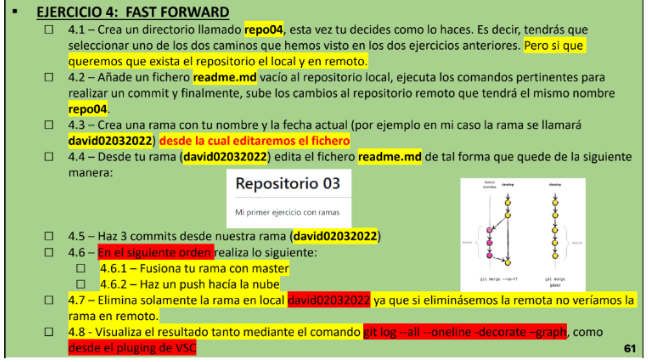 EJERCICIO 4: FAST FORWARD
4.1 – Crea un directorio llamado repo04, esta vez tu decides como lo haces. Es decir, tendrás que
seleccionar uno de los dos caminos que hemos visto en los dos ejercicios anteriores. Pero si que
queremos que exista el repositorio el local y en remoto.
4.2 – Añade un fichero readme.md vacío al repositorio local, ejecuta los comandos pertinentes para
realizar un commit y finalmente, sube los cambios al repositorio remoto que tendrá el mismo nombre
repo04.
4.3 – Crea una rama con tu nombre y la fecha actual (por ejemplo en mi caso la rama se llamará
david02032022) desde la cual editaremos el fichero
4.4 – Desde tu rama (david02032022) edita el fichero readme.md de tal forma que quede de la siguiente
manera:
Repositorio 03
Mi primer ejercicio con ramas
develop
develop
git merge --no-ff
git merge
4.5 – Haz 3 commits desde nuestra rama (david02032022)
4.6 – En el siguiente orden realiza lo siguiente:
4.6.1 – Fusiona tu rama con master
4.6.2 – Haz un push hacía la nube
4.7 – Elimina solamente la rama en local david02032022 ya que si eliminásemos la remota no veríamos la
rama en remoto.
4.8 - Visualiza el resultado tanto mediante el comando git log --all --oneline -decorate --graph, como
desde el pluging de VSC
61